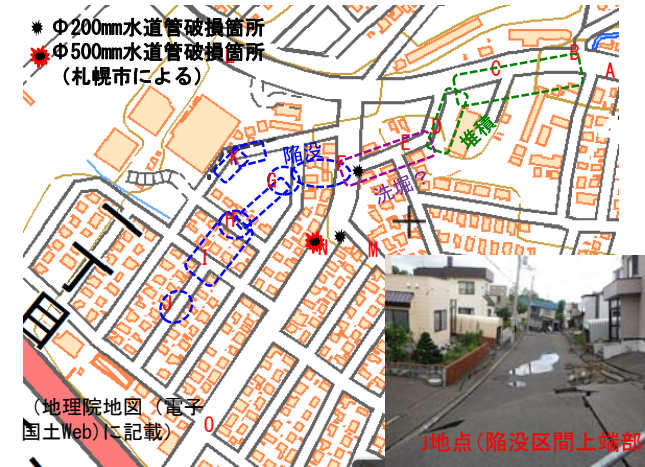 Φ200mm水道管破損箇所
Φ500mm水道管破損箇所
(札幌市による)
B
C
A
D
堆積
E
陥没
K
F
G
洗堀?
H
N
M
I
J
一丁目
(地理院地図(電子
国土Web)に記載)
O
J地点(陥没区間上端部